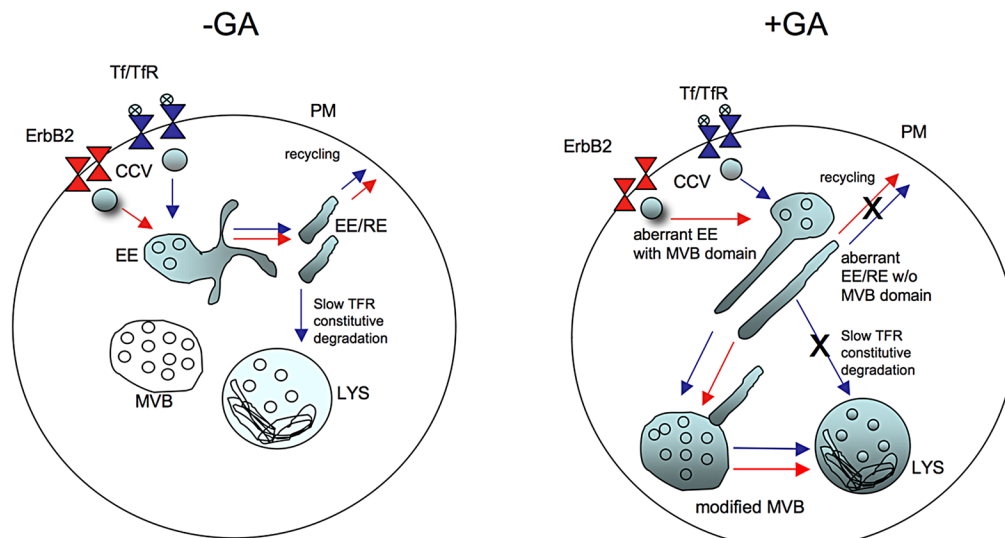 -GA
Tf/TfR
PM
ErbB2
CCV
recycling
EE
EE/RE
Slow TFR
constitutive
degradation
MVB
LYS
+GA
Tf/TfR
PM
ErbB2
CCV
recycling
X
aberrant EE
with MVB domain
aberrant
EE/RE w/o
MVB domain
X
Slow TFR
constitutive
degradation
LYS
modified MVB